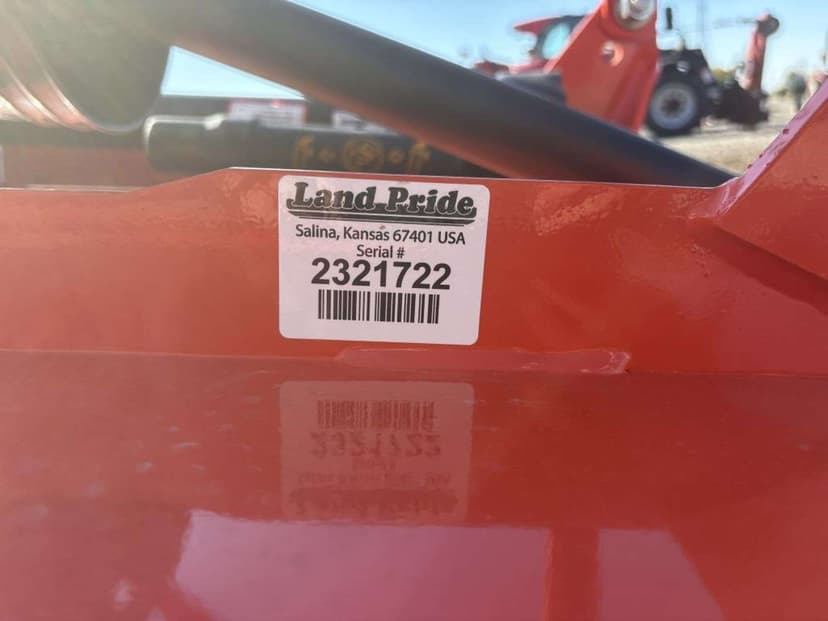 Land Pride
Salina, Kansas 67401 USA
Serial #
2321722